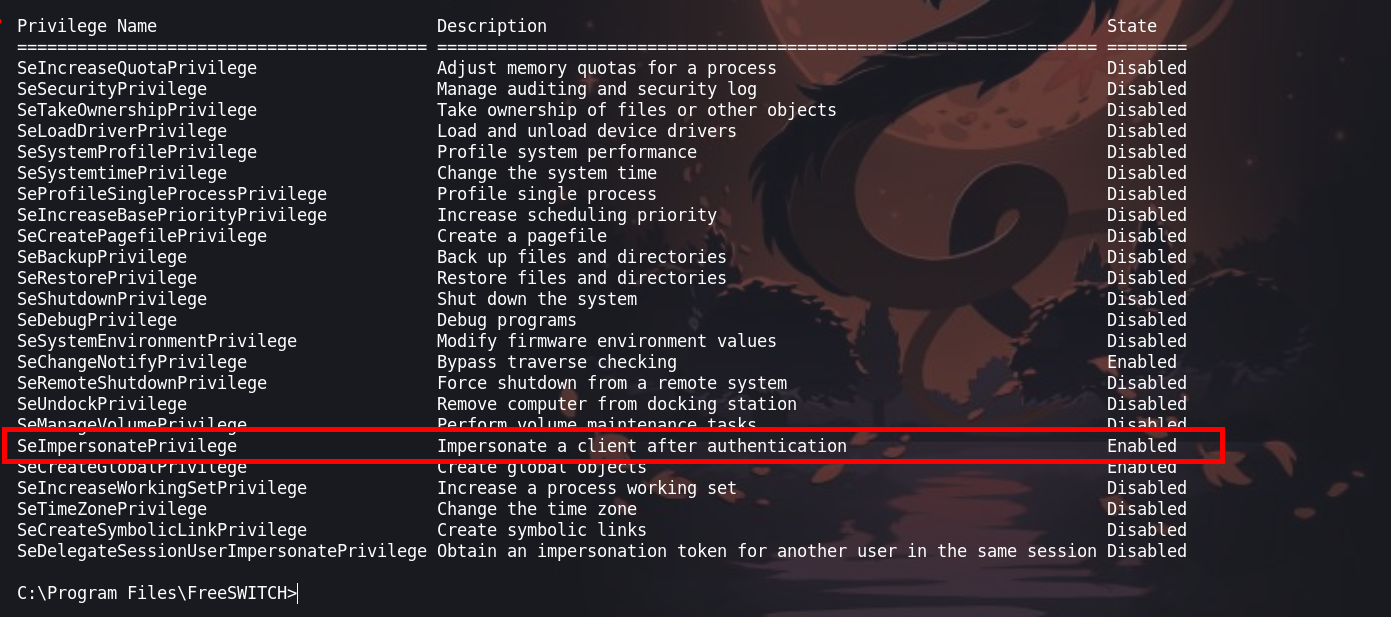 Privilege Name Description State
========================================= ================================================================== ========
SeIncreaseQuotaPrivilege Adjust memory quotas for a process Disabled
SeSecurityPrivilege Manage auditing and security log Disabled
SeTakeOwnershipPrivilege Take ownership of files or other objects Disabled
SeLoadDriverPrivilege Load and unload device drivers Disabled
SeSystemProfilePrivilege Profile system performance Disabled
SeSystemtimePrivilege Change the system time Disabled
SeProfileSingleProcessPrivilege Profile single process Disabled
SeIncreaseBasePriorityPrivilege Increase scheduling priority Disabled
SeCreatePagefilePrivilege Create a pagefile Disabled
SeBackupPrivilege Back up files and directories Disabled
SeRestorePrivilege Restore files and directories Disabled
SeShutdownPrivilege Shut down the system Disabled
SeDebugPrivilege Debug programs Disabled
SeSystemEnvironmentPrivilege Modify firmware environment values Disabled
SeChangeNotifyPrivilege Bypass traverse checking Enabled
SeRemoteShutdownPrivilege Force shutdown from a remote system Disabled
SeUndockPrivilege Remove computer from docking station Disabled
SeManageVolumePrivilege Perform volume maintenance tasks Disabled
SeImpersonatePrivilege Impersonate a client after authentication Enabled
SeCreateGlobalPrivilege Create global objects Enabled
SeIncreaseWorkingSetPrivilege Increase a process working set Disabled
SeTimeZonePrivilege Change the time zone Disabled
SeCreateSymbolicLinkPrivilege Create symbolic links Disabled
SeDelegateSessionUserImpersonatePrivilege Obtain an impersonation token for another user in the same session Disabled
C:\Program Files\FreeSWITCH>